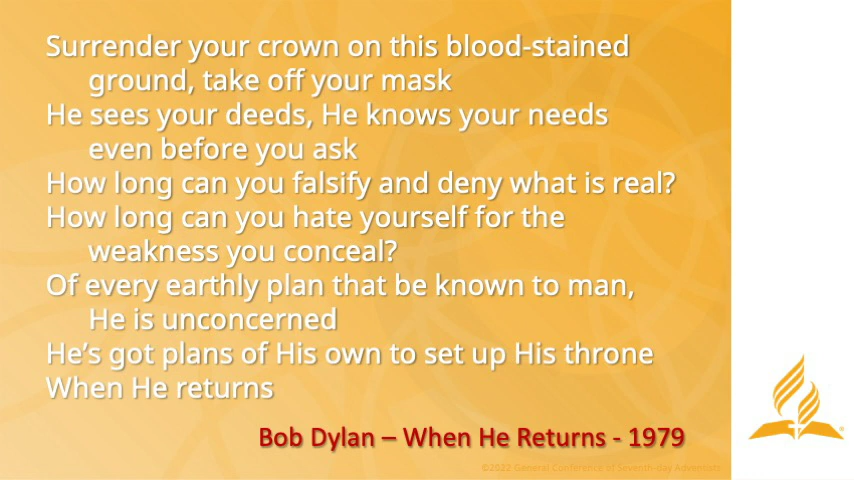 Surrender your crown on this blood-stained
ground, take off your mask
He sees your deeds, He knows your needs
even before you ask
How long can you falsify and deny what is real?
How long can you hate yourself for the
weakness you conceal?
Of every earthly plan that be known to man,
He is unconcerned
He’s got plans of His own to set up His throne
When He returns
Bob Dylan – When He Returns - 1979
©2022 General Conference of Seventh-day Adventists